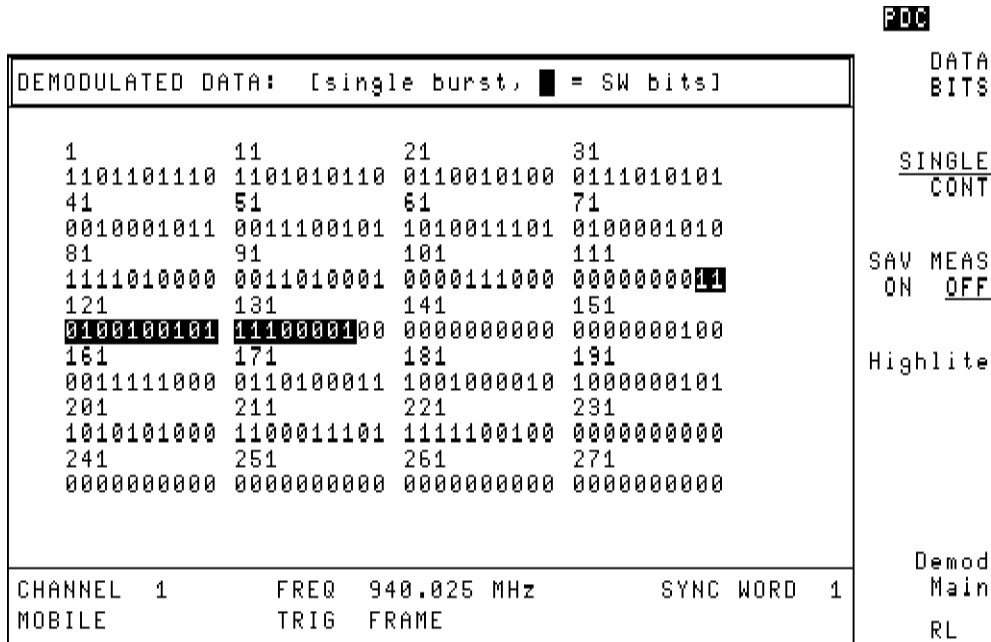 PDC
DEMODULATED DATA: [single burst, █ = SW bits]
1 11 21 31
1101101110 1101010110 0110010100 0111010101
41 51 61 71
0010001011 0011100101 1010011101 0100001010
81 91 101 111
1111010000 0011010001 0000111000 0000000011
121 131 141 151
0100100101 1110000100 0000000000 0000000100
161 171 181 191
0011111000 0110100011 1001000010 1000000101
201 211 221 231
1010101000 1100011101 1111100100 0000000000
241 251 261 271
0000000000 0000000000 0000000000 0000000000
CHANNEL 1 FREQ 940.025 MHz SYNC WORD 1
MOBILE TRIG FRAME
DATA
BITS
SINGLE
CONT
SAV MEAS
ON OFF
Highlite
Demod
Main
RL